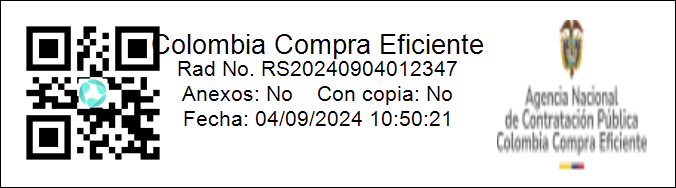 Colombia Compra Eficiente
Rad No. RS20240904012347
Anexos: No Con copia: No
Fecha: 04/09/2024 10:50:21
Agencia Nacional
de Contratación Pública
Colombia Compra Eficiente